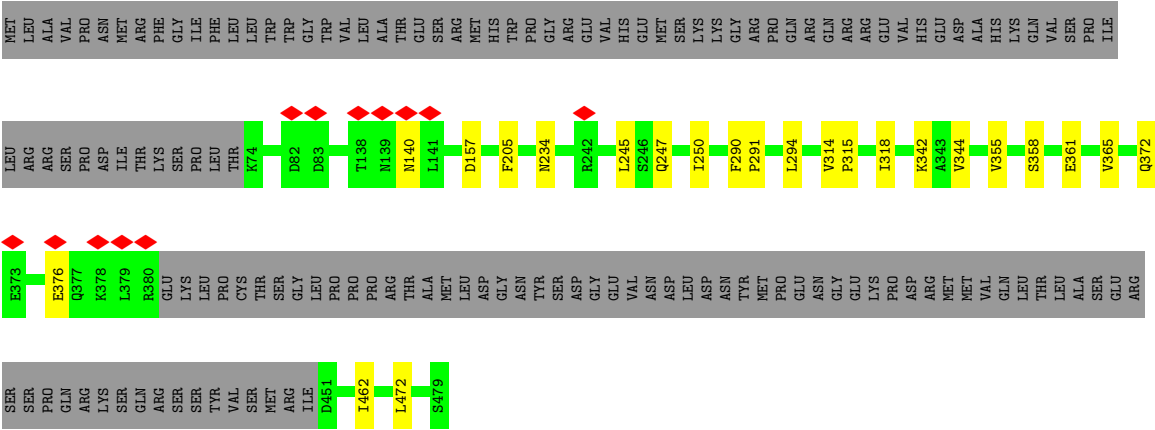 MET LEU ALA VAL PRO ASN MET ARG PHE GLY ILE PHE LEU LEU TRP TRP GLY TRP VAL LEU ALA THR GLU SER ARG MET HIS TRP PRO GLY ARG GLU VAL HIS GLU MET SER LYS LYS GLY ARG PRO GLN ARG GLN ARG ARG GLU VAL HIS GLU ASP ALA HIS LYS GLN VAL SER PRO ILE
LEU ARG ARG SER PRO ASP ILE THR LYS SER PRO LEU THR K74 D82 D83 T138 N139 N140 L141 D157 F205 N234 R242 L245 S246 Q247 I250 F290 P291 L294 V314 P315 I318 K342 A343 V344 V355 S358 E361 V365 Q372
E373 E376 Q377 K378 L379 R380 GLU LYS LEU PRO CYS THR SER GLY LEU PRO PRO PRO ARG THR ALA MET LEU ASP GLY ASN TYR SER ASP GLY GLU VAL ASN ASP LEU ASP ASN TYR MET PRO GLU ASN GLY GLU LYS PRO ASP ARG MET MET VAL GLN LEU THR LEU ALA SER GLU ARG
SER SER PRO GLN ARG LYS SER GLN ARG SER SER TYR VAL SER MET ARG ILE D451 I462 L472 S479